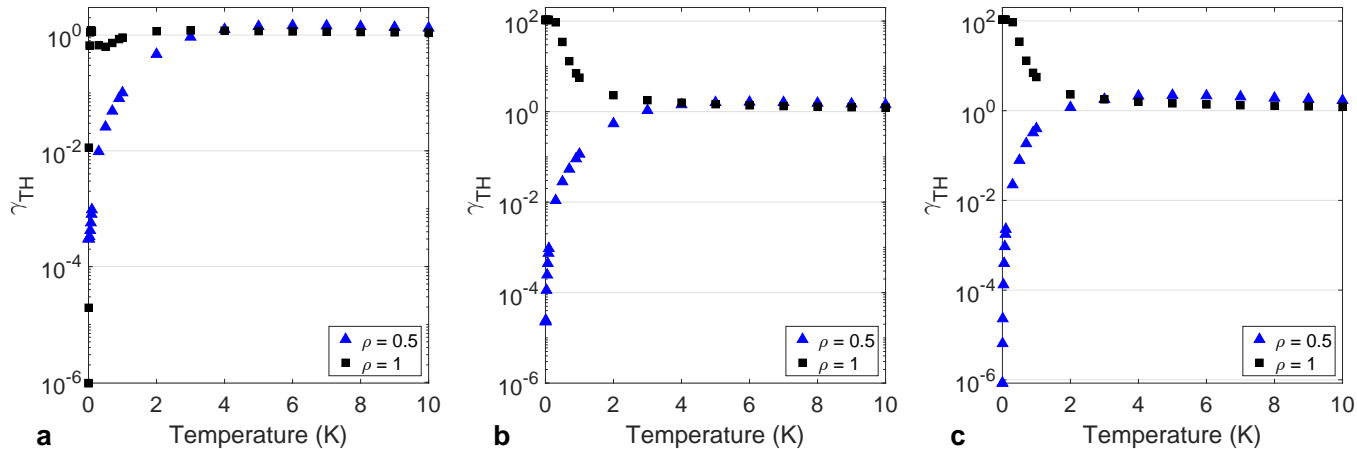 10^0
10^-2
10^-4
10^-6
γ_TH
0 2 4 6 8 10
Temperature (K)
ρ = 0.5
ρ = 1
a
10^2
10^0
10^-2
10^-4
10^-6
γ_TH
0 2 4 6 8 10
Temperature (K)
ρ = 0.5
ρ = 1
b
10^2
10^0
10^-2
10^-4
10^-6
γ_TH
0 2 4 6 8 10
Temperature (K)
ρ = 0.5
ρ = 1
c